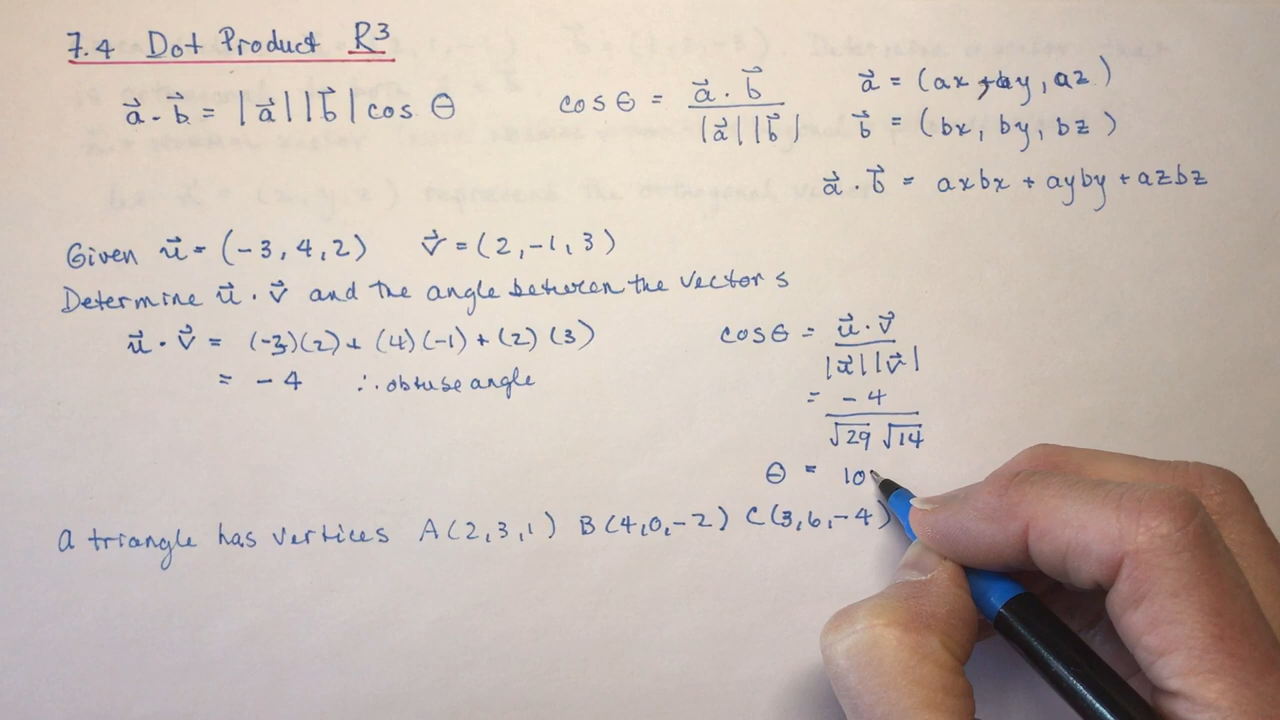 7.4 Dot Product R³
a⃗ · b⃗ = |a⃗||b⃗| cos θ
cos θ = a⃗ · b⃗ / |a⃗||b⃗|
a⃗ = (ax, ay, az)
b⃗ = (bx, by, bz)
a⃗ · b⃗ = axbx + ayby + azbz
Given u⃗ = (-3, 4, 2) v⃗ = (2, -1, 3)
Determine u⃗ · v⃗ and the angle between the vectors
u⃗ · v⃗ = (-3)(2) + (4)(-1) + (2)(3)
= -4 ∴ obtuse angle
cos θ = u⃗ · v⃗ / |u⃗||v⃗|
= -4 / √29 √14
θ = 10
A triangle has vertices A(2,3,1) B(4,0,-2) C(3,6,-4)